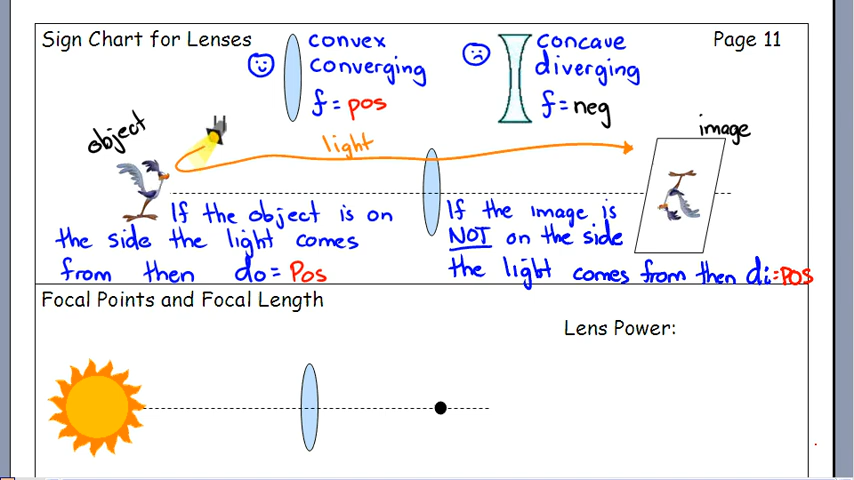 Sign Chart for Lenses
Page 11
convex
converging
f = pos
concave
diverging
f = neg
object
light
image
If the object is on
the side the light comes
from then do = Pos
If the image is
NOT on the side
the light comes from then di = POS
Focal Points and Focal Length
Lens Power: